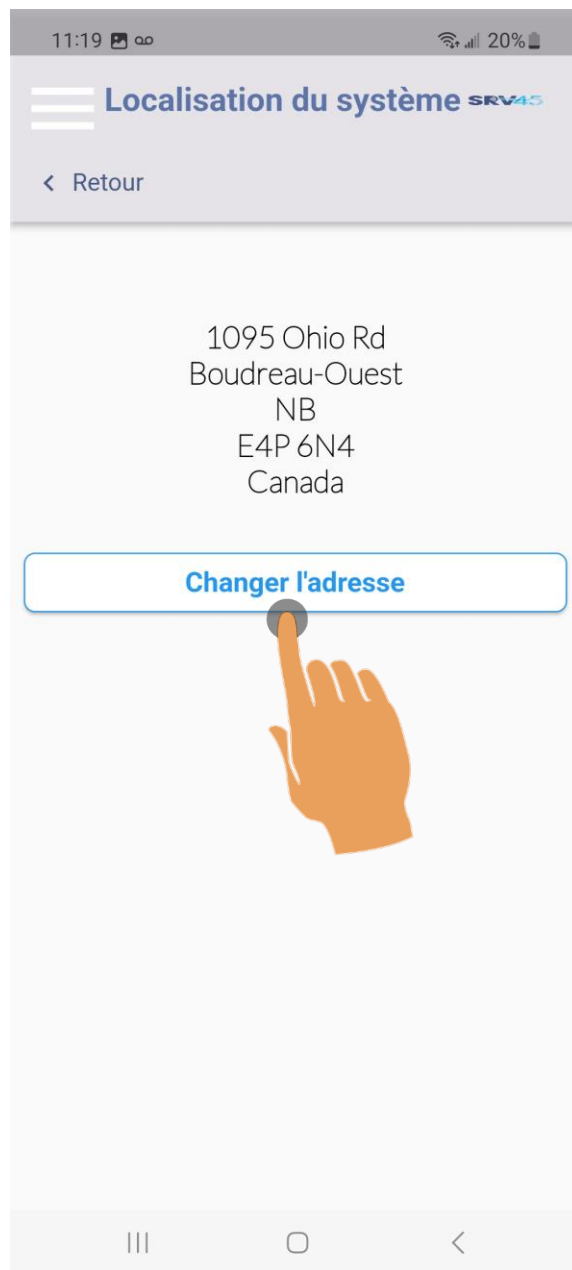 11:19 20%
Localisation du système SRV45
< Retour
1095 Ohio Rd
Boudreau-Ouest
NB
E4P 6N4
Canada
Changer l'adresse